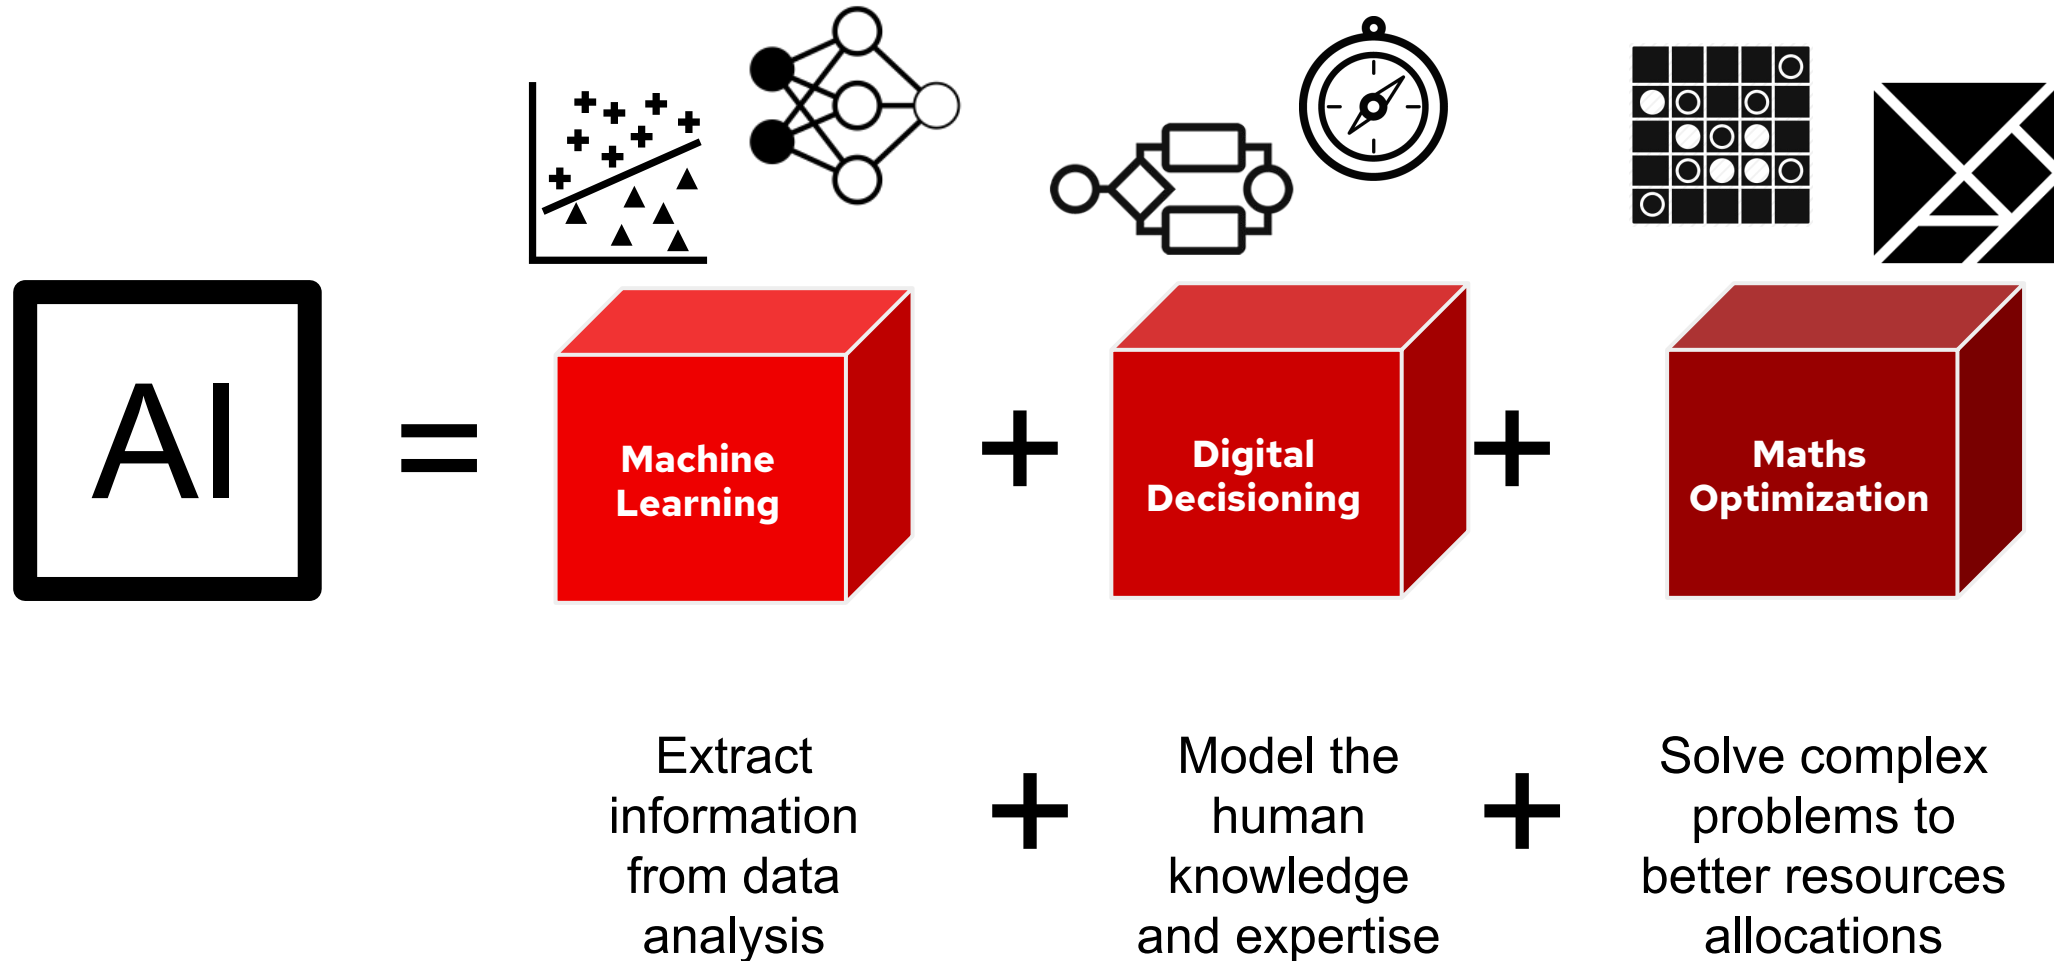 AI
=
Machine
Learning
+
Digital
Decisioning
+
Maths
Optimization
Extract
information
from data
analysis
+
Model the
human
knowledge
and expertise
+
Solve complex
problems to
better resources
allocations